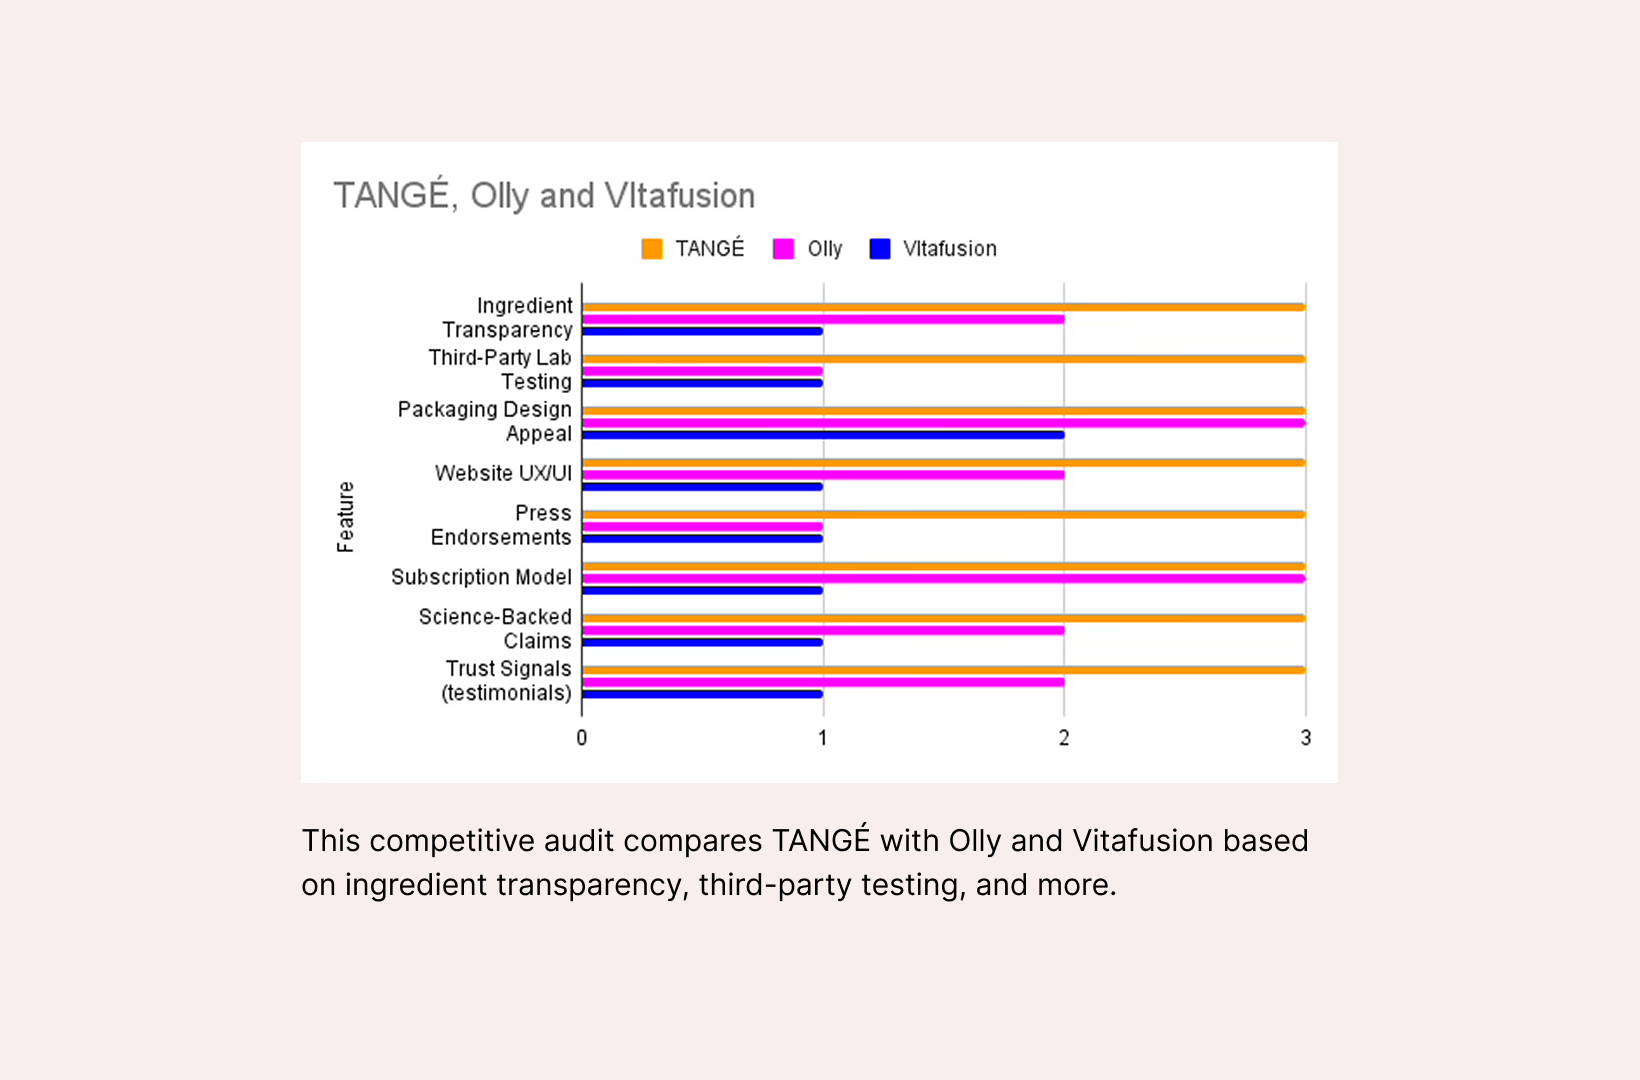 TANGÉ, Olly and VItafusion
TANGÉ Olly VItafusion
Feature
Ingredient
Transparency
Third-Party Lab
Testing
Packaging Design
Appeal
Website UX/UI
Press
Endorsements
Subscription Model
Science-Backed
Claims
Trust Signals
(testimonials)
0 1 2 3
This competitive audit compares TANGÉ with Olly and Vitafusion based
on ingredient transparency, third-party testing, and more.